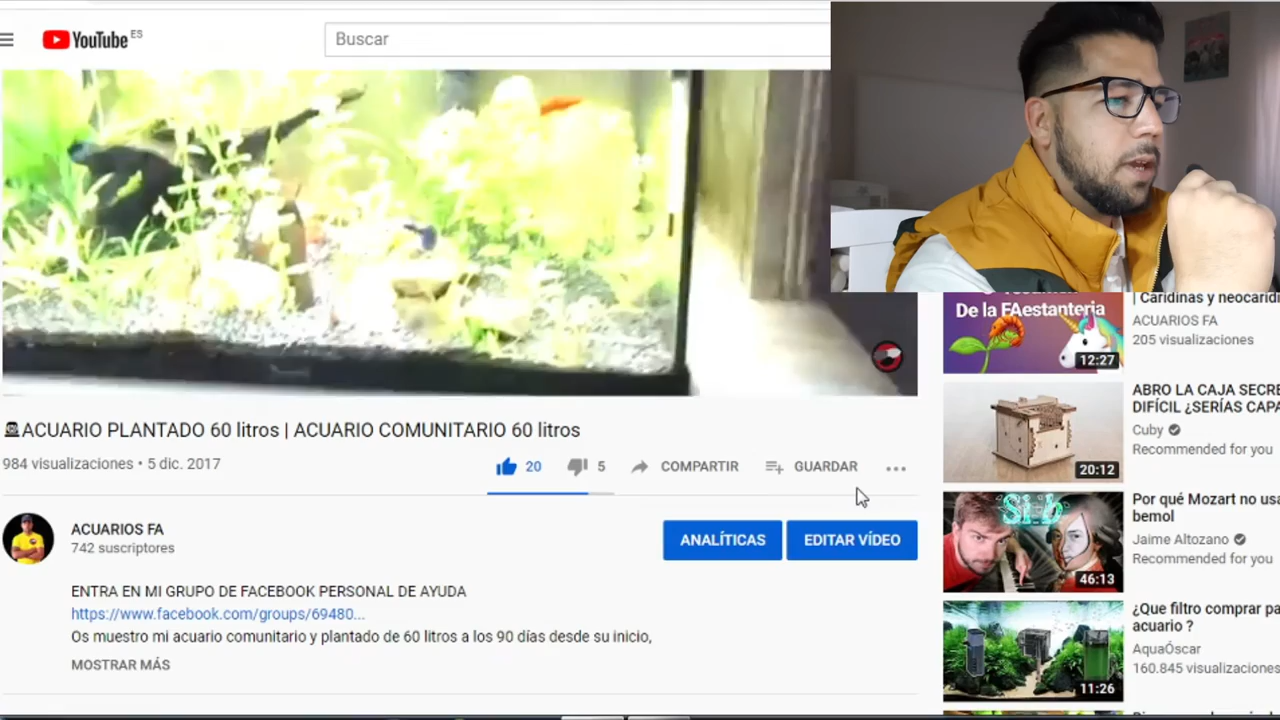 YouTube ES
Buscar
ACUARIO PLANTADO 60 litros | ACUARIO COMUNITARIO 60 litros
984 visualizaciones • 5 dic. 2017
20
5
COMPARTIR
GUARDAR
ACUARIOS FA
742 suscriptores
ANALÍTICAS
EDITAR VÍDEO
ENTRA EN MI GRUPO DE FACEBOOK PERSONAL DE AYUDA
https://www.facebook.com/groups/69480...
Os muestro mi acuario comunitario y plantado de 60 litros a los 90 días desde su inicio,
MOSTRAR MÁS
De la FAestanteria
12:27
| Caridinas y neocaridi
ACUARIOS FA
205 visualizaciones
20:12
ABRO LA CAJA SECRE
DIFÍCIL ¿SERÍAS CAPA
Cuby
Recommended for you
Si b
46:13
Por qué Mozart no usa
bemol
Jaime Altozano
Recommended for you
11:26
¿Que filtro comprar pa
acuario ?
AquaÓscar
160.845 visualizaciones